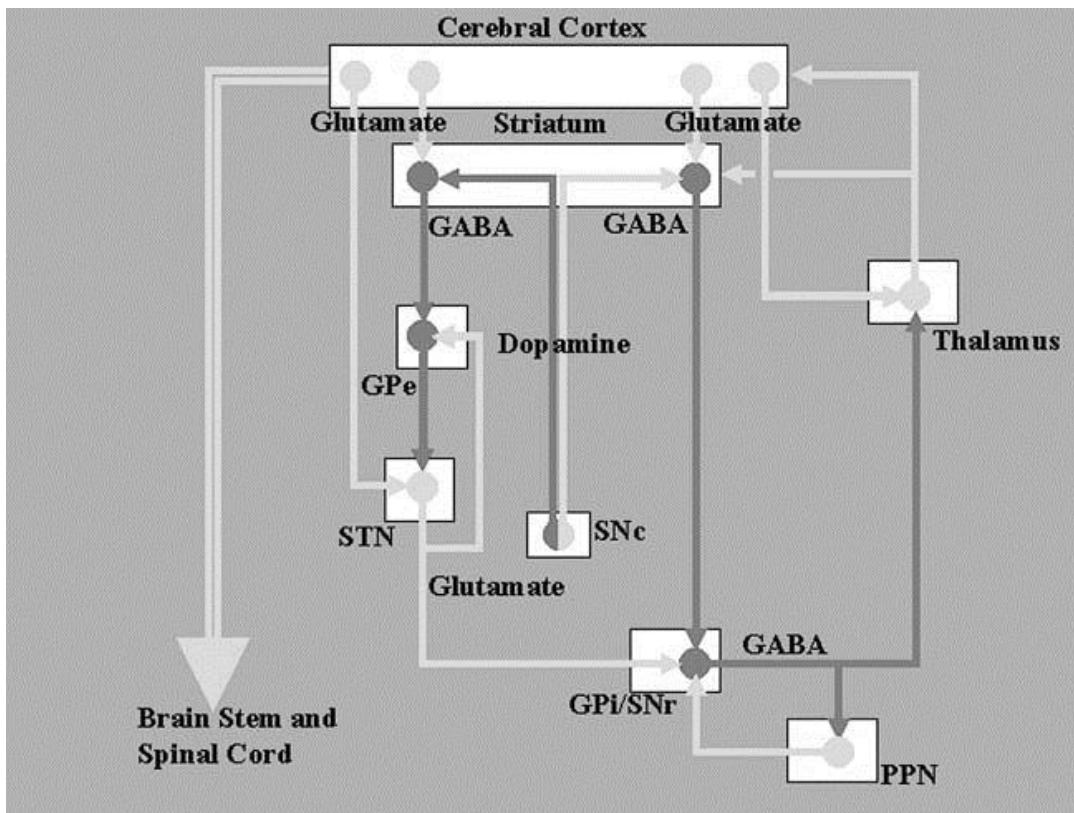 Cerebral Cortex
Glutamate
Striatum
Glutamate
GABA
GABA
Dopamine
Thalamus
GPe
STN
SNc
Glutamate
GABA
GPi/SNr
Brain Stem and
Spinal Cord
PPN